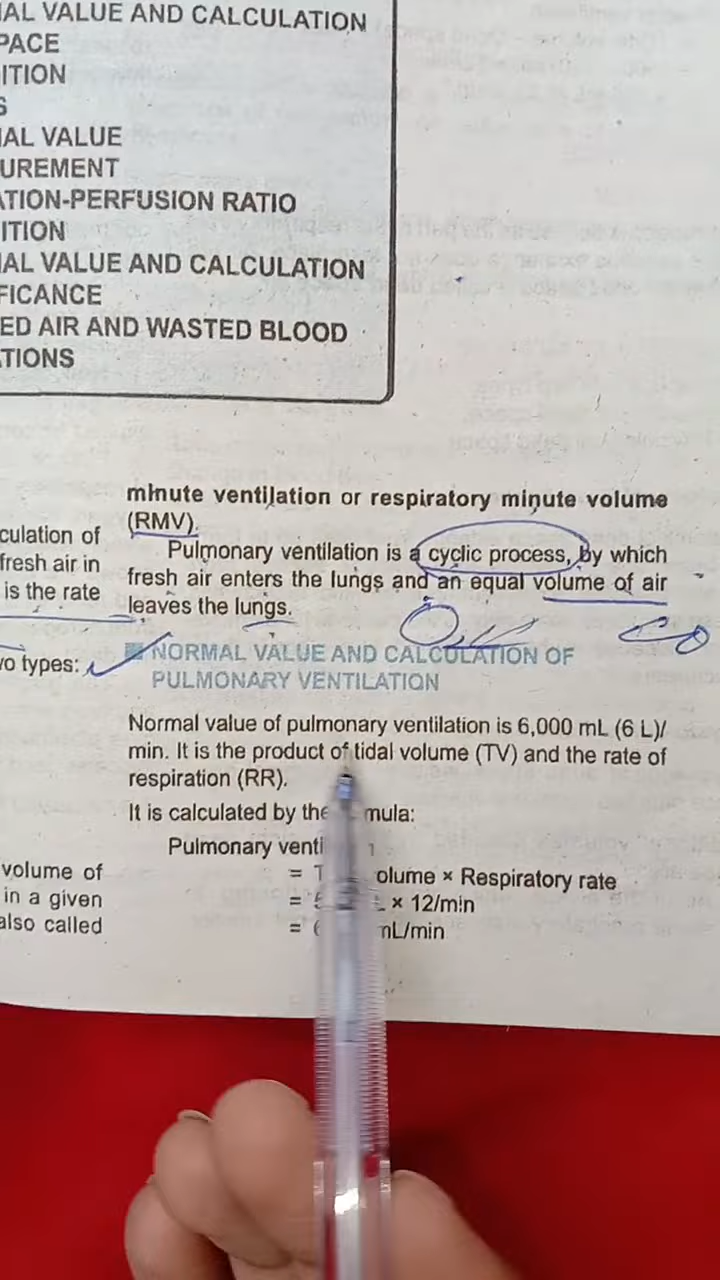 AL VALUE AND CALCULATION
PACE
ITION
S
AL VALUE
UREMENT
ATION-PERFUSION RATIO
ITION
AL VALUE AND CALCULATION
FICANCE
ED AIR AND WASTED BLOOD
ATIONS
culation of
fresh air in
is the rate
vo types:
volume of
in a given
also called
minute ventilation or respiratory minute volume
(RMV).
Pulmonary ventilation is a cyclic process, by which
fresh air enters the lungs and an equal volume of air
leaves the lungs.
NORMAL VALUE AND CALCULATION OF
PULMONARY VENTILATION
Normal value of pulmonary ventilation is 6,000 mL (6 L)/
min. It is the product of tidal volume (TV) and the rate of
respiration (RR).
It is calculated by the mula:
Pulmonary venti
= T olume × Respiratory rate
= 5 L × 12/min
= 6 mL/min